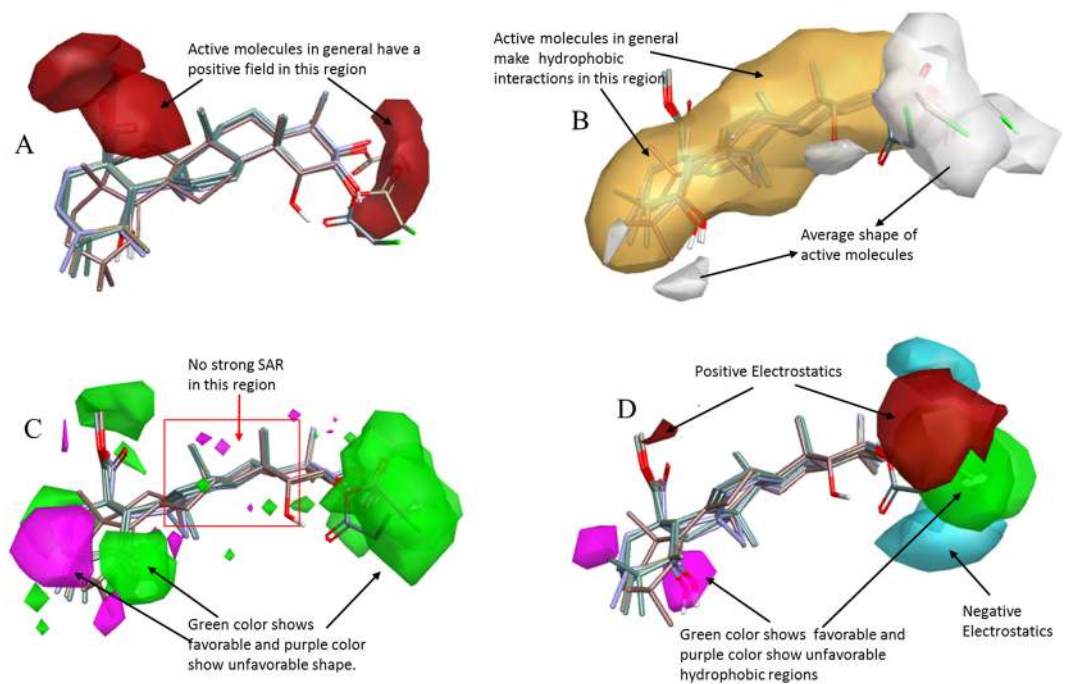 Active molecules in general have a
positive field in this region
A
Active molecules in general
make hydrophobic
interactions in this region
B
Average shape of
active molecules
No strong SAR
in this region
C
Green color shows
favorable and purple color
show unfavorable shape.
Positive Electrostatics
D
Green color shows favorable and
purple color show unfavorable
hydrophobic regions
Negative
Electrostatics